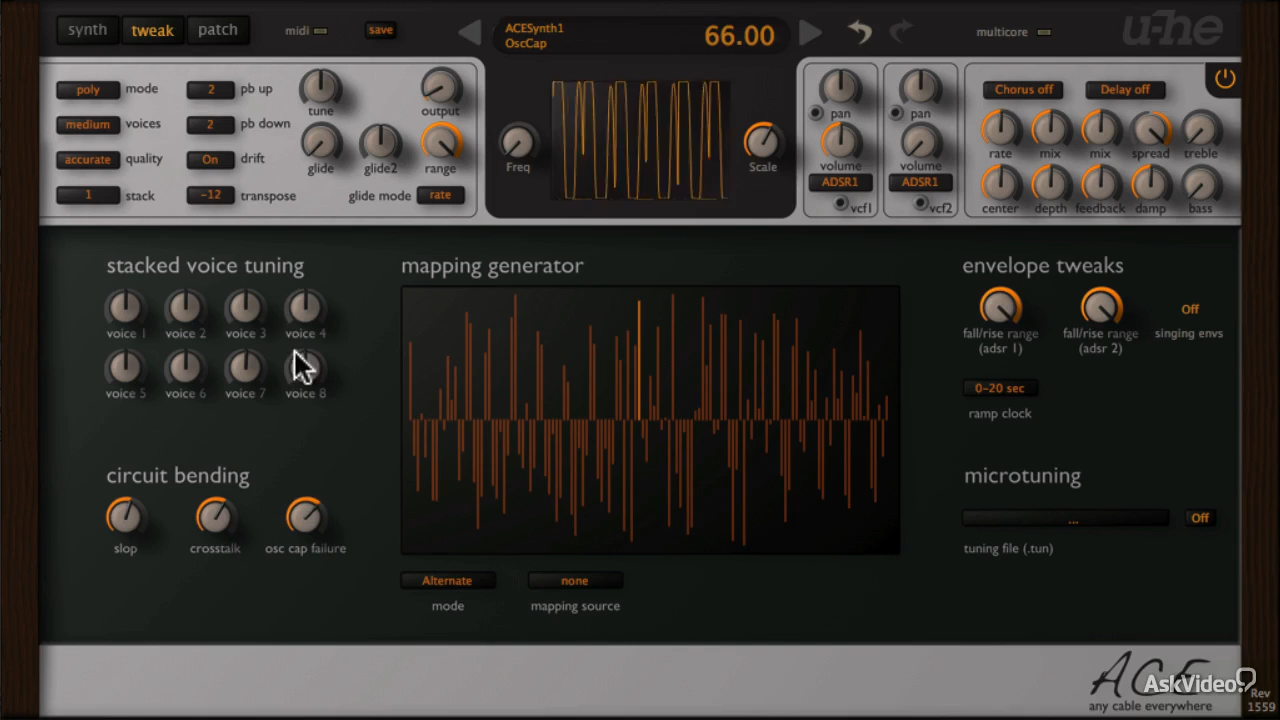 synth tweak patch midi save
ACESynth1
OscCap
66.00
multicore
u-he
poly mode 2 pb up
tune output
medium voices 2 pb down
accurate quality On drift
glide glide2 range
1 stack -12 transpose glide mode rate
Freq Scale
pan pan
volume volume
ADSR1 ADSR1
vcf1 vcf2
Chorus off Delay off
rate mix mix spread treble
center depth feedback damp bass
stacked voice tuning
voice 1 voice 2 voice 3 voice 4
voice 5 voice 6 voice 7 voice 8
circuit bending
slop crosstalk osc cap failure
mapping generator
Alternate none
mode mapping source
envelope tweaks
Off
fall/rise range fall/rise range singing envs
(adsr 1) (adsr 2)
0-20 sec
ramp clock
microtuning
... Off
tuning file (.tun)
ACE
AskVideo
any cable everywhere
Rev
1559